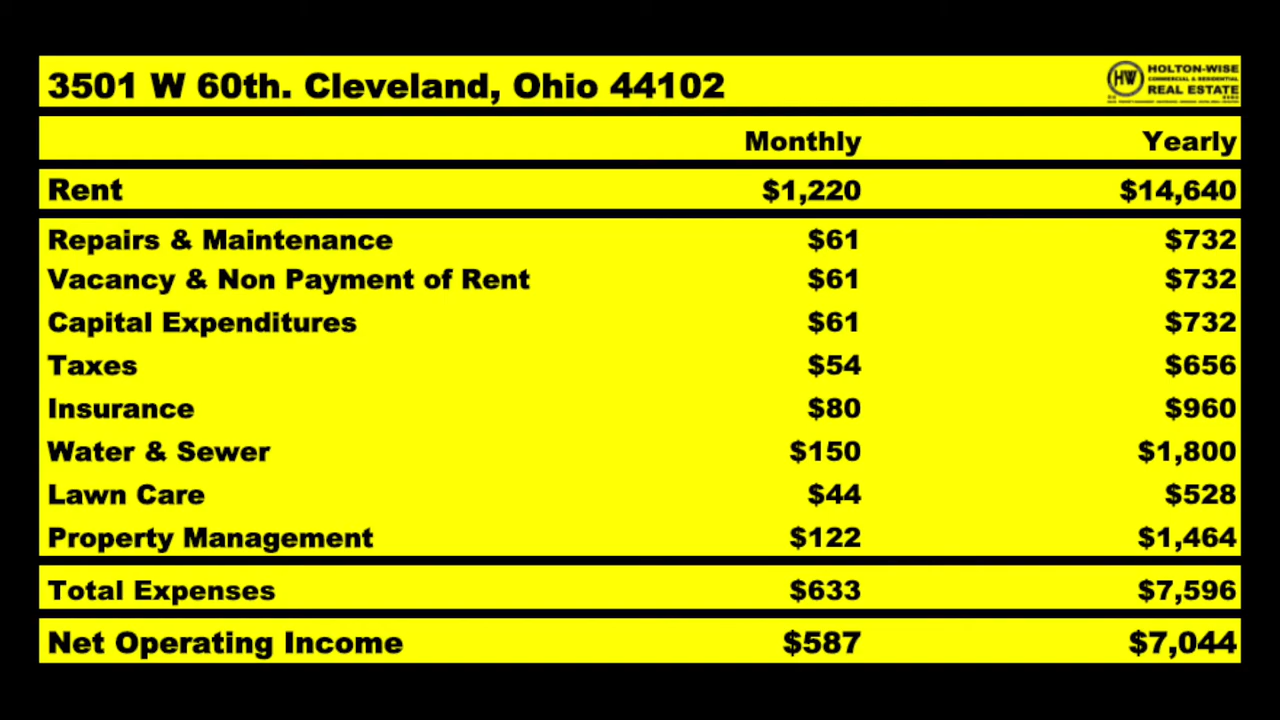 3501 W 60th. Cleveland, Ohio 44102
HW HOLTON-WISE
COMMERCIAL & RESIDENTIAL
REAL ESTATE
Monthly Yearly
Rent $1,220 $14,640
Repairs & Maintenance $61 $732
Vacancy & Non Payment of Rent $61 $732
Capital Expenditures $61 $732
Taxes $54 $656
Insurance $80 $960
Water & Sewer $150 $1,800
Lawn Care $44 $528
Property Management $122 $1,464
Total Expenses $633 $7,596
Net Operating Income $587 $7,044